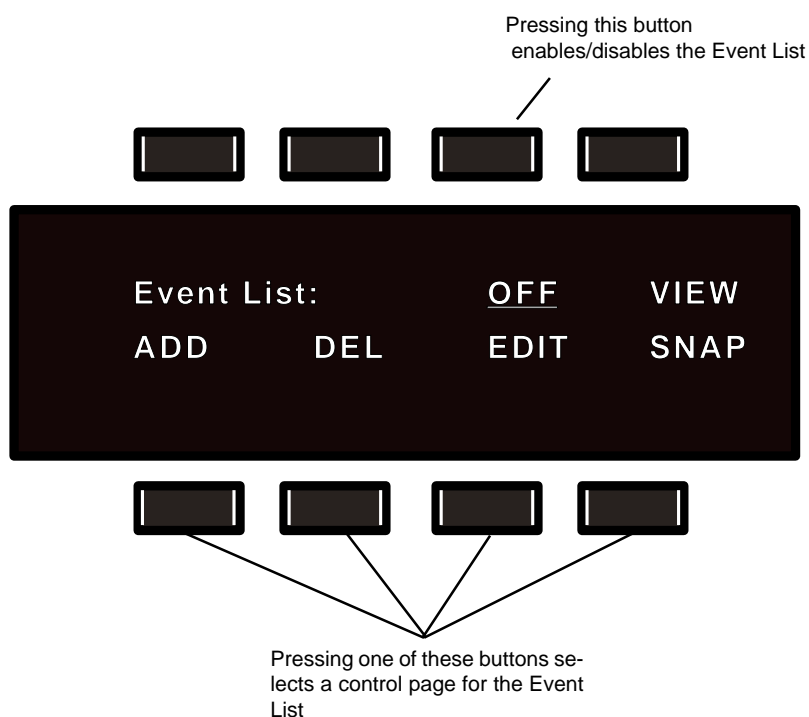 Pressing this button
enables/disables the Event List
Event List: OFF VIEW
ADD DEL EDIT SNAP
Pressing one of these buttons se-
lects a control page for the Event
List